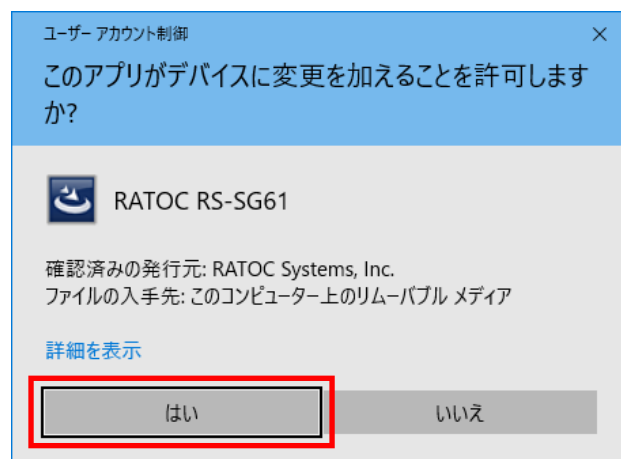 ユーザー アカウント制御
このアプリがデバイスに変更を加えることを許可します
か?
RATOC RS-SG61
確認済みの発行元: RATOC Systems, Inc.
ファイルの入手先: このコンピューター上のリムーバブル メディア
詳細を表示
はい
いいえ